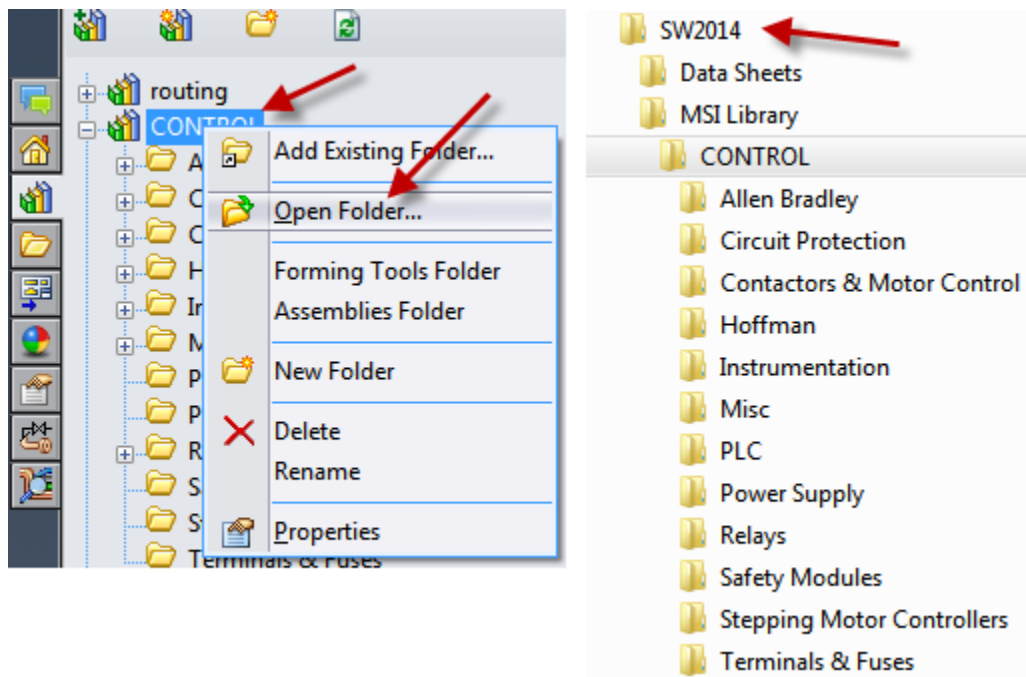 routing
CONTROL
A
C
C
H
P
P
R
S
S
Terminals & Fuses
Add Existing Folder...
Open Folder...
Forming Tools Folder
Assemblies Folder
New Folder
Delete
Rename
Properties
SW2014
Data Sheets
MSI Library
CONTROL
Allen Bradley
Circuit Protection
Contactors & Motor Control
Hoffman
Instrumentation
Misc
PLC
Power Supply
Relays
Safety Modules
Stepping Motor Controllers
Terminals & Fuses